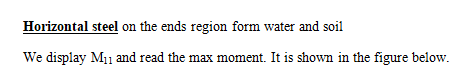 Horizontal steel on the ends region form water and soil
We display M11 and read the max moment. It is shown in the figure below.